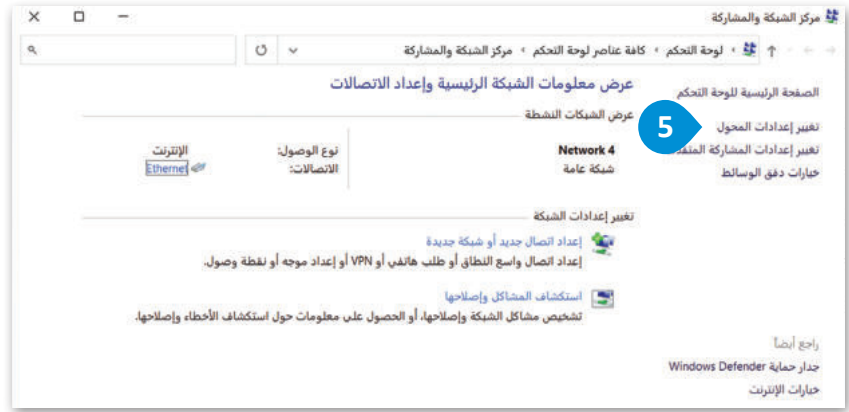 مركز الشبكة والمشاركة
لوحة التحكم › كافة عناصر لوحة التحكم › مركز الشبكة والمشاركة
الصفحة الرئيسية للوحة التحكم
5
تغيير إعدادات المحول
تغيير إعدادات المشاركة
خيارات دفق الوسائط
عرض معلومات الشبكة الرئيسية وإعداد الاتصالات
عرض الشبكات النشطة
Network 4 نوع الوصول: الإنترنت
شبكة عامة الاتصالات: Ethernet
تغيير إعدادات الشبكة
إعداد اتصال جديد أو شبكة جديدة
إعداد اتصال واسع النطاق أو طلب هاتفي أو VPN أو إعداد موجه أو نقطة وصول.
استكشاف المشاكل وإصلاحها
تشخيص مشاكل الشبكة وإصلاحها، أو الحصول على معلومات حول استكشاف الأخطاء وإصلاحها.
راجع أيضاً
جدار حماية Windows Defender
خيارات الإنترنت